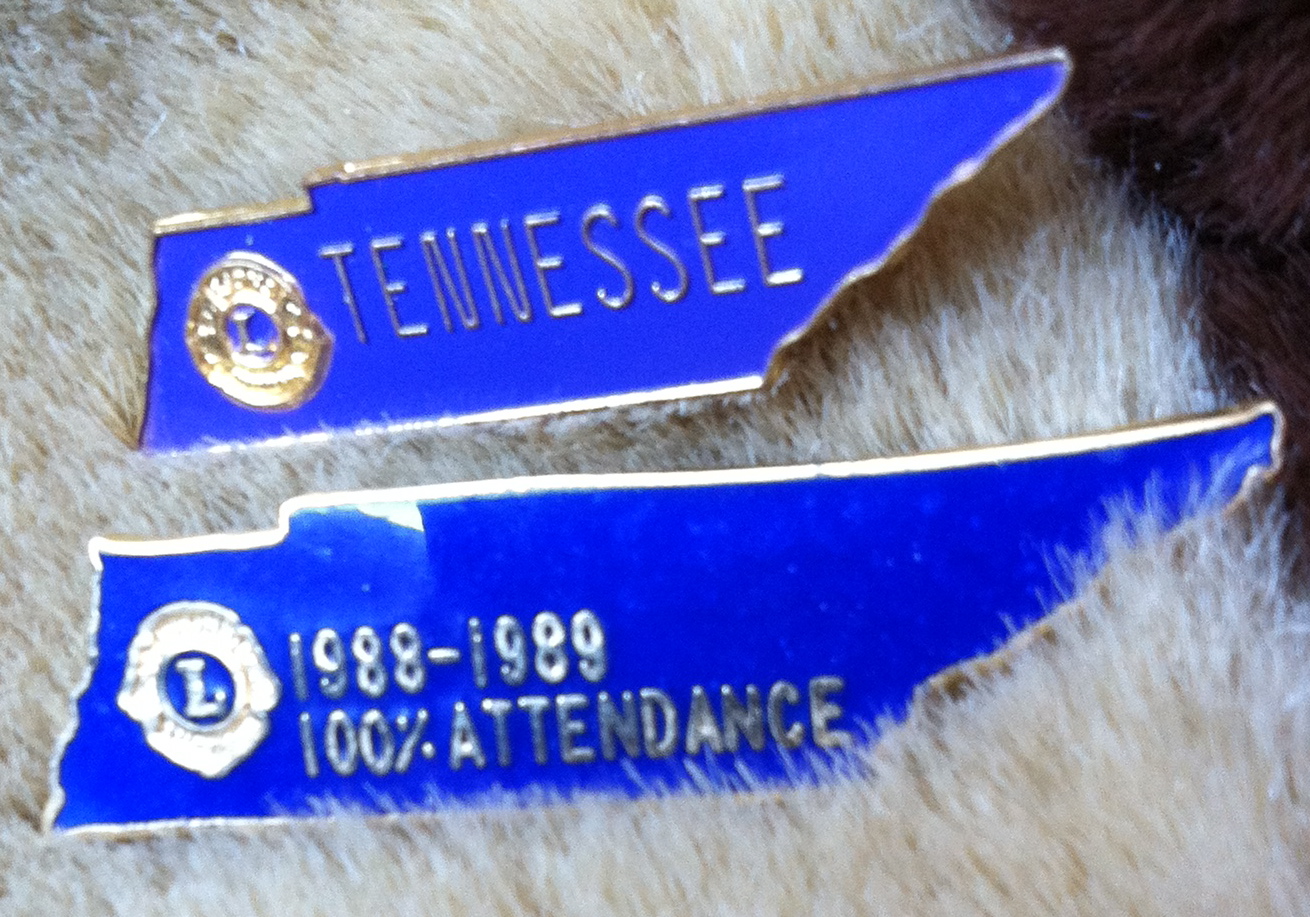 TENNESSEE
L
L
1988-1989
100% ATTENDANCE